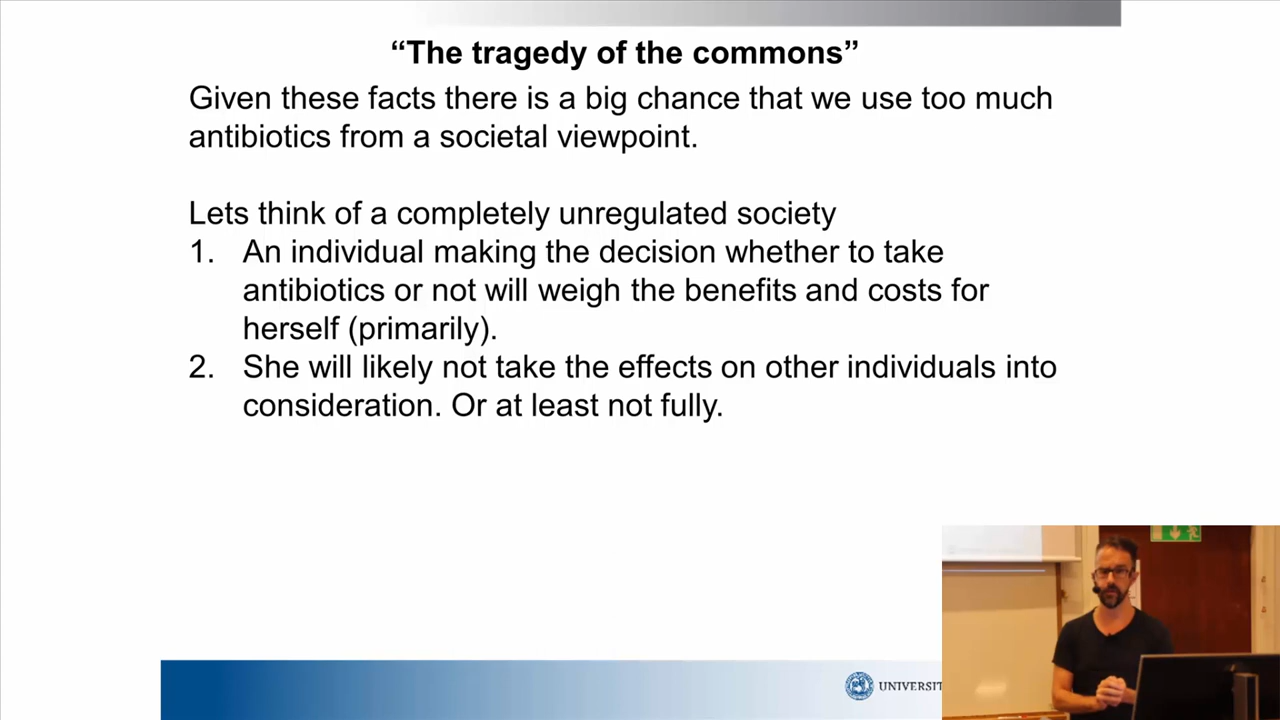 “The tragedy of the commons”
Given these facts there is a big chance that we use too much
antibiotics from a societal viewpoint.
Lets think of a completely unregulated society
1. An individual making the decision whether to take
antibiotics or not will weigh the benefits and costs for
herself (primarily).
2. She will likely not take the effects on other individuals into
consideration. Or at least not fully.